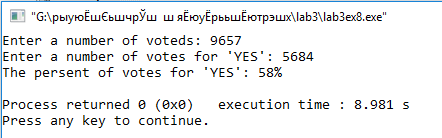 "G:\рыуюЁшЄьшчрЎш ш яЁюуЁрьшЁютрэшх\lab3\lab3ex8.exe"
Enter a number of voteds: 9657
Enter a number of votes for 'YES': 5684
The persent of votes for 'YES': 58%
Process returned 0 (0x0) execution time : 8.981 s
Press any key to continue.